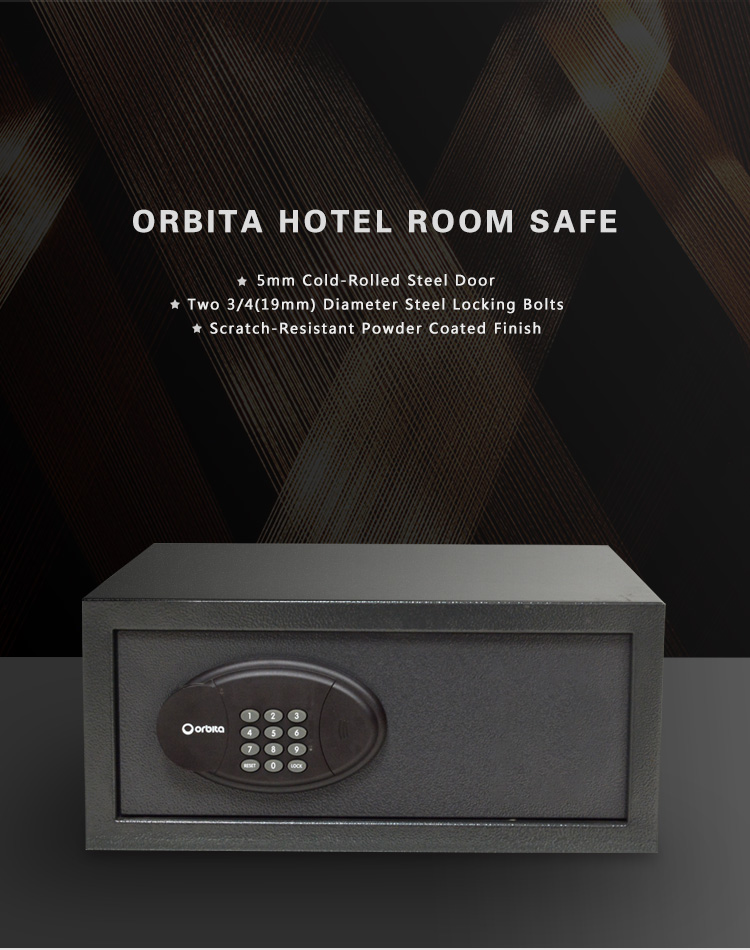 ORBITA HOTEL ROOM SAFE
★ 5mm Cold-Rolled Steel Door
★ Two 3/4(19mm) Diameter Steel Locking Bolts
★ Scratch-Resistant Powder Coated Finish
orbita
1 2 3
4 5 6
7 8 9
RESET 0 LOCK